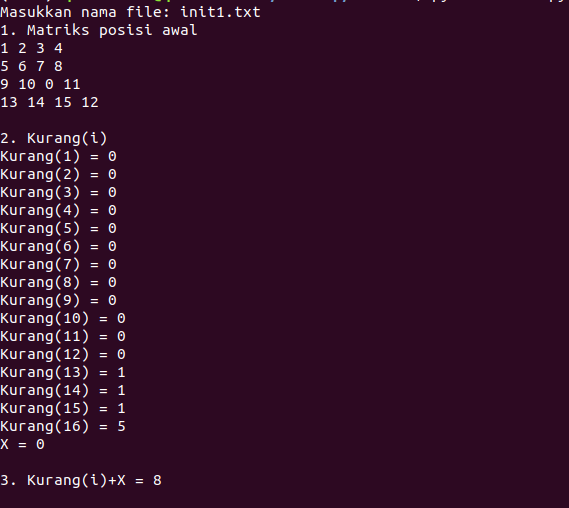 Masukkan nama file: init1.txt
1. Matriks posisi awal
1 2 3 4
5 6 7 8
9 10 0 11
13 14 15 12
2. Kurang(i)
Kurang(1) = 0
Kurang(2) = 0
Kurang(3) = 0
Kurang(4) = 0
Kurang(5) = 0
Kurang(6) = 0
Kurang(7) = 0
Kurang(8) = 0
Kurang(9) = 0
Kurang(10) = 0
Kurang(11) = 0
Kurang(12) = 0
Kurang(13) = 1
Kurang(14) = 1
Kurang(15) = 1
Kurang(16) = 5
X = 0
3. Kurang(i)+X = 8